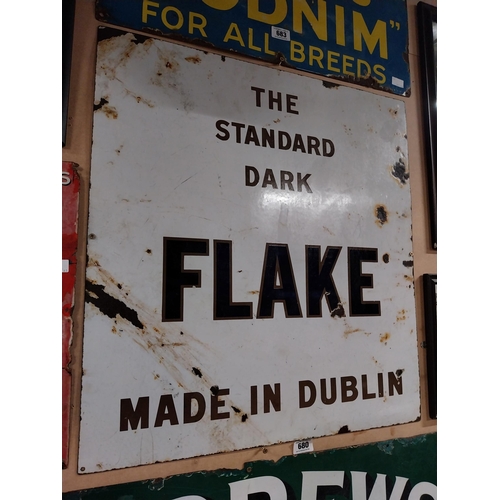 FOR ALL BREEDS
683
THE
STANDARD
DARK
FLAKE
MADE IN DUBLIN
680